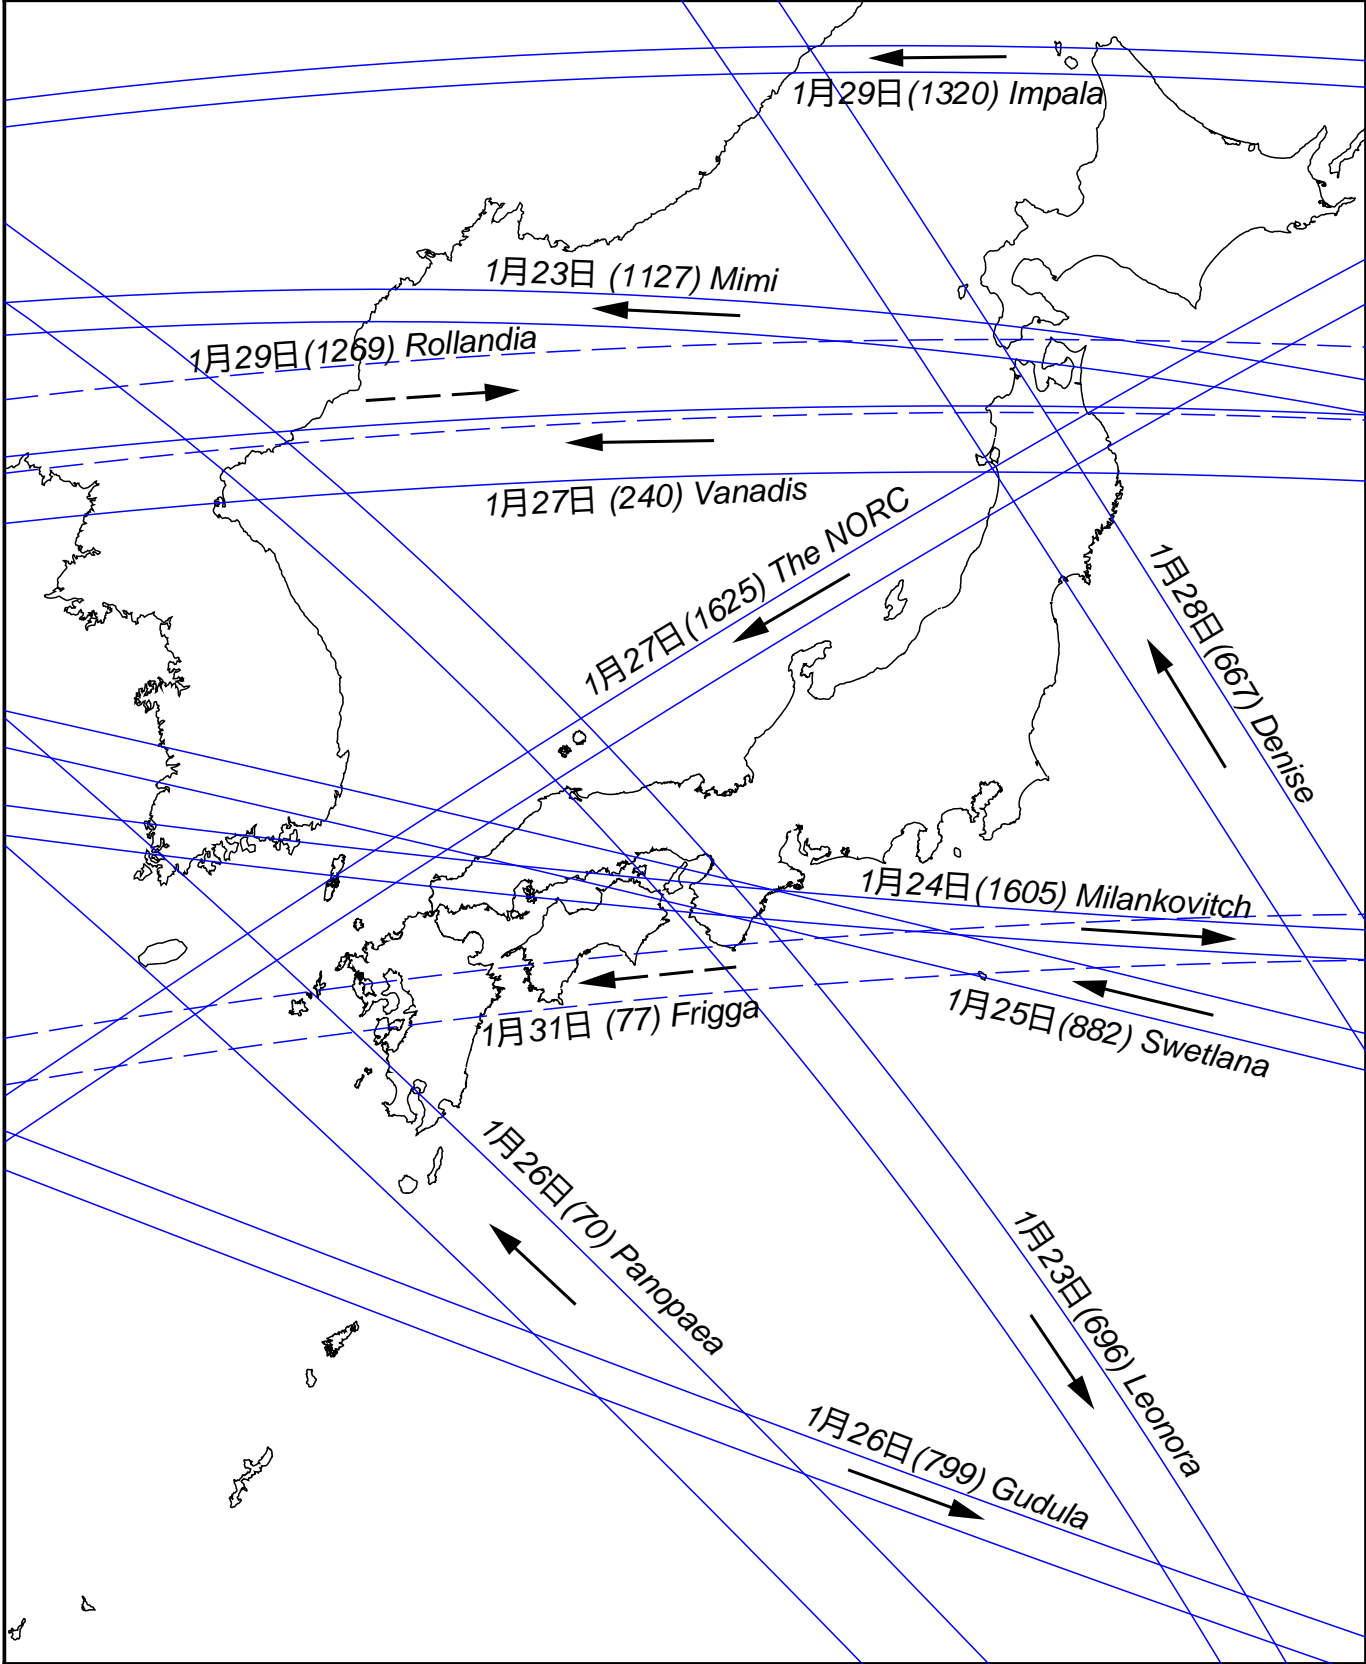 1月29日(1320) Impala
1月23日 (1127) Mimi
1月29日(1269) Rollandia
1月27日 (240) Vanadis
1月27日(1625) The NORC
1月28日(667) Denise
1月24日(1605) Milankovitch
1月25日(882) Swetlana
1月31日 (77) Frigga
1月26日(70) Panopaea
1月23日(696) Leonora
1月26日(799) Gudula